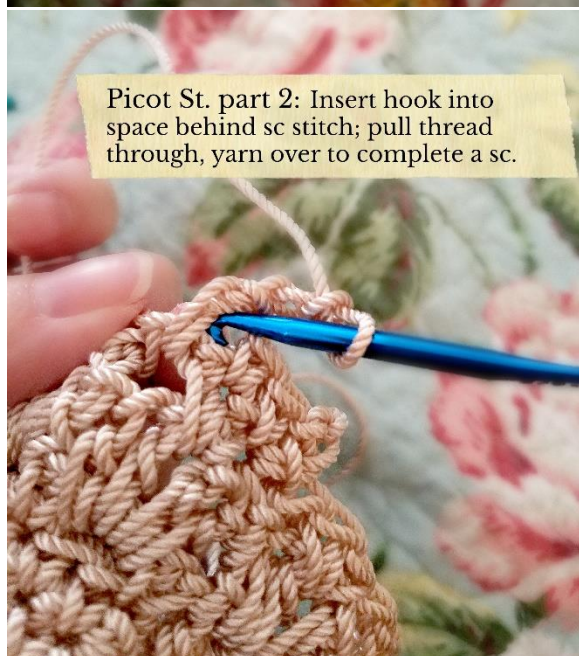 Picot St. part 2: Insert hook into
space behind sc stitch; pull thread
through, yarn over to complete a sc.